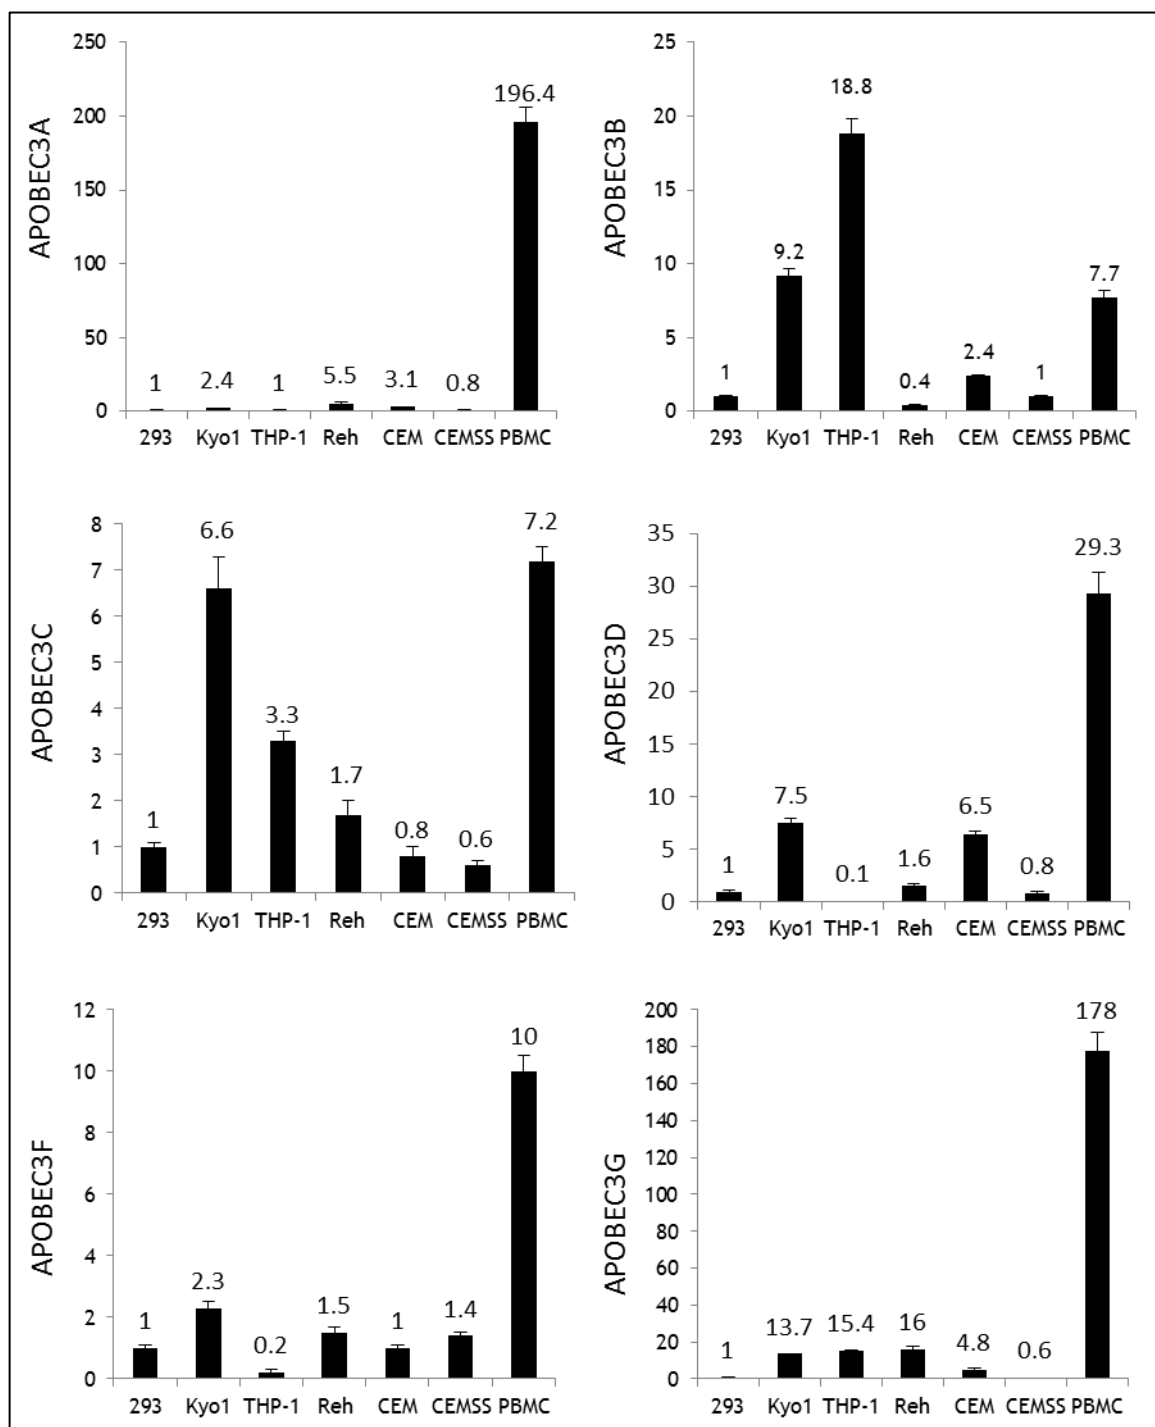 APOBEC3A
250
200
150
100
50
0
1 2.4 1 5.5 3.1 0.8 196.4
293 Kyo1 THP-1 Reh CEM CEMSS PBMC
APOBEC3B
25
20
15
10
5
0
1 9.2 18.8 0.4 2.4 1 7.7
293 Kyo1 THP-1 Reh CEM CEMSS PBMC
APOBEC3C
8
7
6
5
4
3
2
1
0
1 6.6 3.3 1.7 0.8 0.6 7.2
293 Kyo1 THP-1 Reh CEM CEMSS PBMC
APOBEC3D
35
30
25
20
15
10
5
0
1 7.5 0.1 1.6 6.5 0.8 29.3
293 Kyo1 THP-1 Reh CEM CEMSS PBMC
APOBEC3F
12
10
8
6
4
2
0
1 2.3 0.2 1.5 1 1.4 10
293 Kyo1 THP-1 Reh CEM CEMSS PBMC
APOBEC3G
200
180
160
140
120
100
80
60
40
20
0
1 13.7 15.4 16 4.8 0.6 178
293 Kyo1 THP-1 Reh CEM CEMSS PBMC